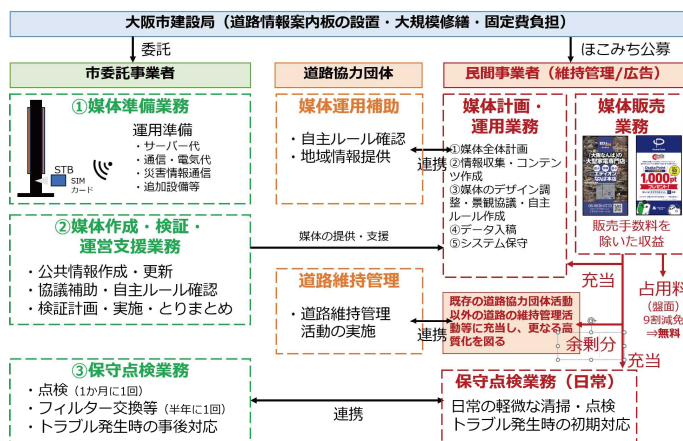 大阪市建設局（道路情報案内板の設置・大規模修繕・固定費負担）
委託
ほこみち公募
市委託事業者
道路協力団体
民間事業者（維持管理/広告）
①媒体準備業務
運用準備
・サーバー代
・通信・電気代
・災害情報通信
・追加設備等
STB
SIM
カード
媒体運用補助
・自主ルール確認
・地域情報提供
連携
媒体計画・
運用業務
①媒体全体計画
②情報収集・コンテン
ツ作成
③媒体のデザイン調
整・景観協議・自主
ルール作成
④データ入稿
⑤システム保守
媒体販売
業務
1,000pt
販売手数料を
除いた収益
②媒体作成・検証・
運営支援業務
・公共情報作成・更新
・協議補助・自主ルール確認
・検証計画・実施・とりまとめ
媒体の提供・支援
道路維持管理
・道路維持管理
活動の実施
連携
充当
既存の道路協力団体活動
以外の道路の維持管理活
動等に充当し、更なる高
質化を図る
占用料
（盤面）
9割減免
⇒無料
余剰分
充当
③保守点検業務
・点検（1か月に1回）
・フィルター交換等（半年に1回）
・トラブル発生時の事後対応
連携
保守点検業務（日常）
日常の軽微な清掃・点検
トラブル発生時の初期対応